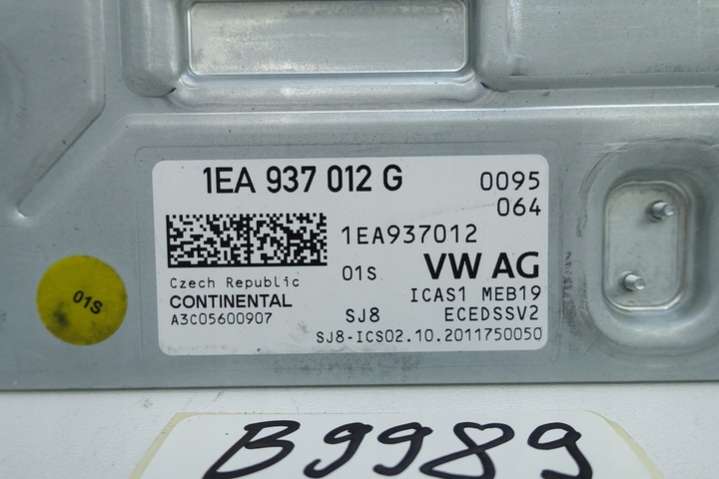 1EA 937 012 G 0095
064
1EA937012
01S VW AG
Czech Republic
CONTINENTAL ICAS1 MEB19
A3C05600907 SJ8 ECEDSSV2
SJ8-ICS02.10.2011750050
01S
B9989